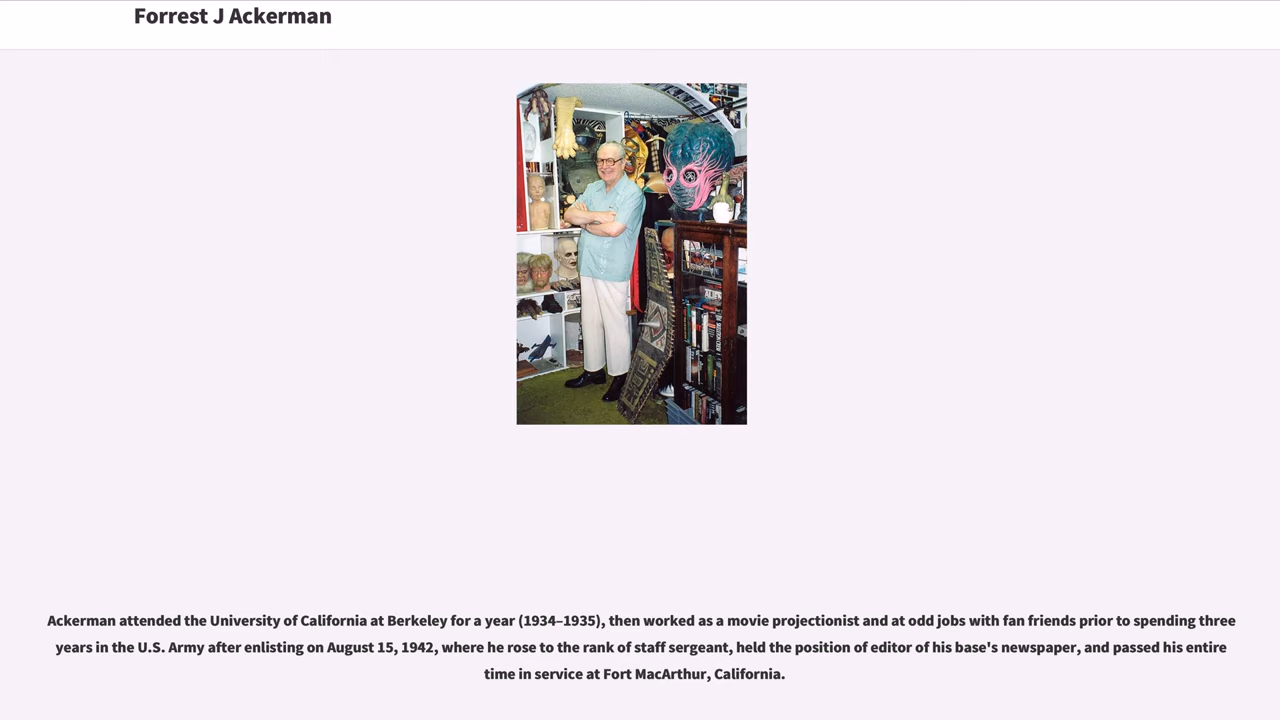 Forrest J Ackerman
Ackerman attended the University of California at Berkeley for a year (1934–1935), then worked as a movie projectionist and at odd jobs with fan friends prior to spending three
years in the U.S. Army after enlisting on August 15, 1942, where he rose to the rank of staff sergeant, held the position of editor of his base's newspaper, and passed his entire
time in service at Fort MacArthur, California.